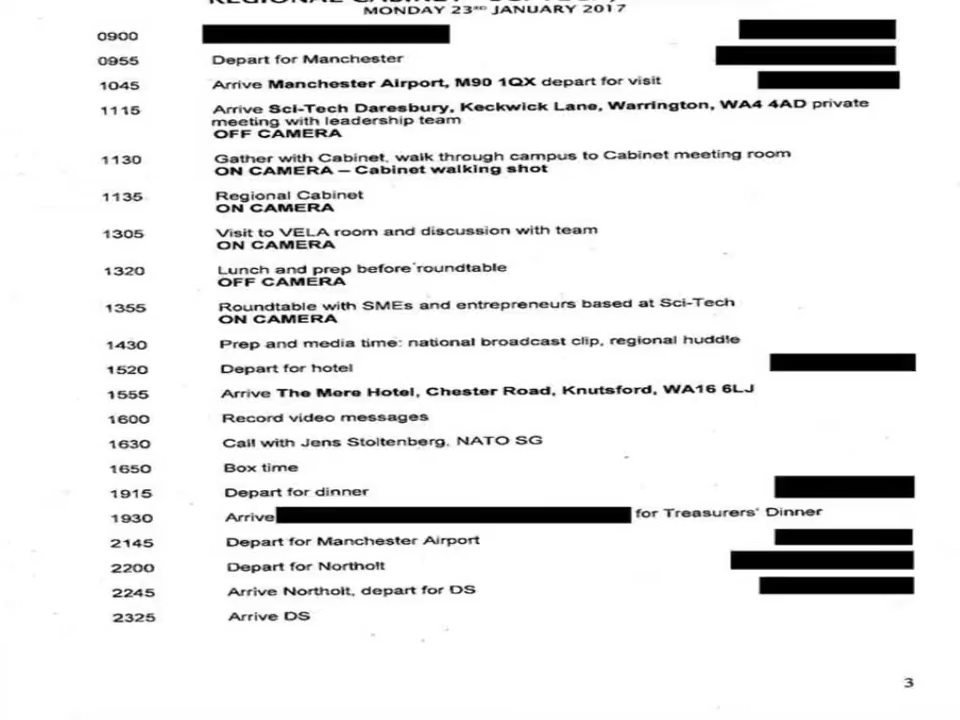 MONDAY 23RD JANUARY 2017
0900
0955 Depart for Manchester
1045 Arrive Manchester Airport, M90 1QX depart for visit
1115 Arrive Sci-Tech Daresbury, Keckwick Lane, Warrington, WA4 4AD private
meeting with leadership team
OFF CAMERA
1130 Gather with Cabinet, walk through campus to Cabinet meeting room
ON CAMERA – Cabinet walking shot
1135 Regional Cabinet
ON CAMERA
1305 Visit to VELA room and discussion with team
ON CAMERA
1320 Lunch and prep before roundtable
OFF CAMERA
1355 Roundtable with SMEs and entrepreneurs based at Sci-Tech
ON CAMERA
1430 Prep and media time: national broadcast clip, regional huddle
1520 Depart for hotel
1555 Arrive The Mere Hotel, Chester Road, Knutsford, WA16 6LJ
1600 Record video messages
1630 Call with Jens Stoltenberg, NATO SG
1650 Box time
1915 Depart for dinner
1930 Arrive for Treasurers' Dinner
2145 Depart for Manchester Airport
2200 Depart for Northolt
2245 Arrive Northolt, depart for DS
2325 Arrive DS
3